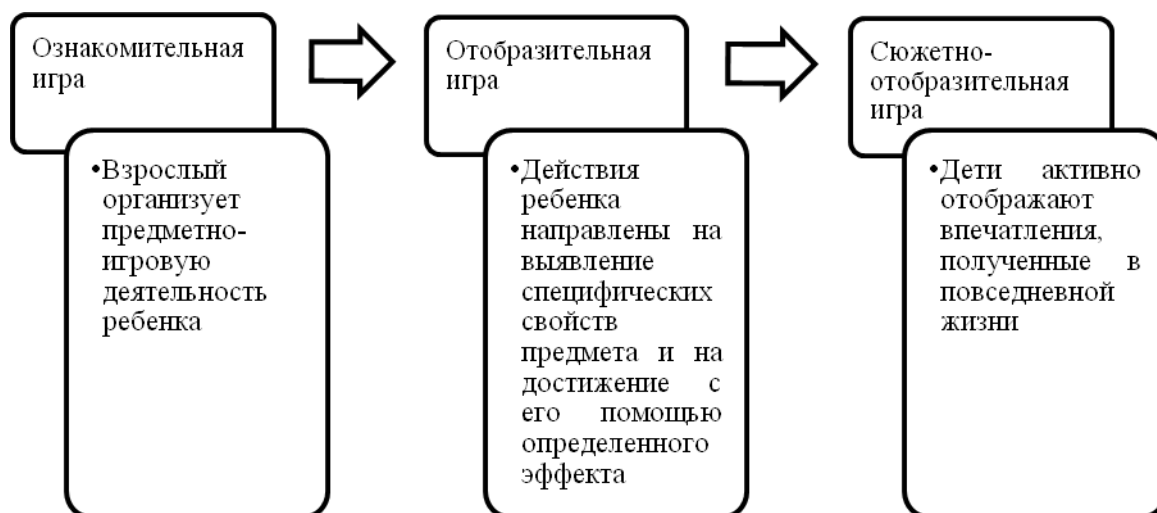 Ознакомительная
игра
•Взрослый
организует
предметно-
игровую
деятельность
ребенка
Отобразительная
игра
•Действия
ребенка
направлены на
выявление
специфических
свойств
предмета и на
достижение с
его помощью
определенного
эффекта
Сюжетно-
отобразительная
игра
•Дети активно
отображают
впечатления,
полученные в
повседневной
жизни